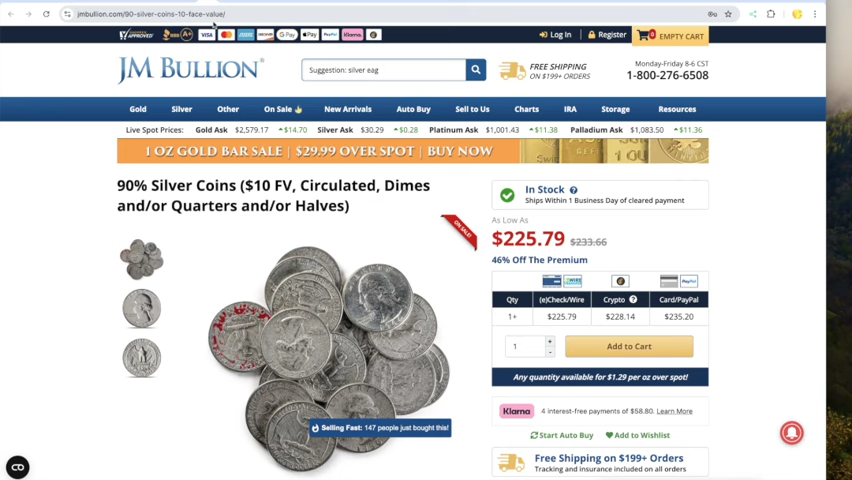 jmbullion.com/90-silver-coins-10-face-value/
APPROVED! A+ VISA DISCOVER G Pay Pay PayPal Klarna. Log In Register 0 EMPTY CART
JM BULLION® Suggestion: silver eag FREE SHIPPING ON $199+ ORDERS Monday-Friday 8-6 CST
1-800-276-6508
Gold Silver Other On Sale New Arrivals Auto Buy Sell to Us Charts IRA Storage Resources
Live Spot Prices: Gold Ask $2,579.17 $14.70 Silver Ask $30.29 $0.28 Platinum Ask $1,001.43 $11.38 Palladium Ask $1,083.50 $11.36
1 OZ GOLD BAR SALE | $29.99 OVER SPOT | BUY NOW
90% Silver Coins ($10 FV, Circulated, Dimes
and/or Quarters and/or Halves)
ON SALE!
In Stock ?
Ships Within 1 Business Day of cleared payment
As Low As
$225.79 $233.66
46% Off The Premium
Qty (e)Check/Wire Crypto ? Card/PayPal
1+ $225.79 $228.14 $235.20
1 + - Add to Cart
Any quantity available for $1.29 per oz over spot!
Klarna 4 interest-free payments of $58.80. Learn More
Selling Fast: 147 people just bought this!
Start Auto Buy Add to Wishlist
Free Shipping on $199+ Orders
Tracking and insurance included on all orders